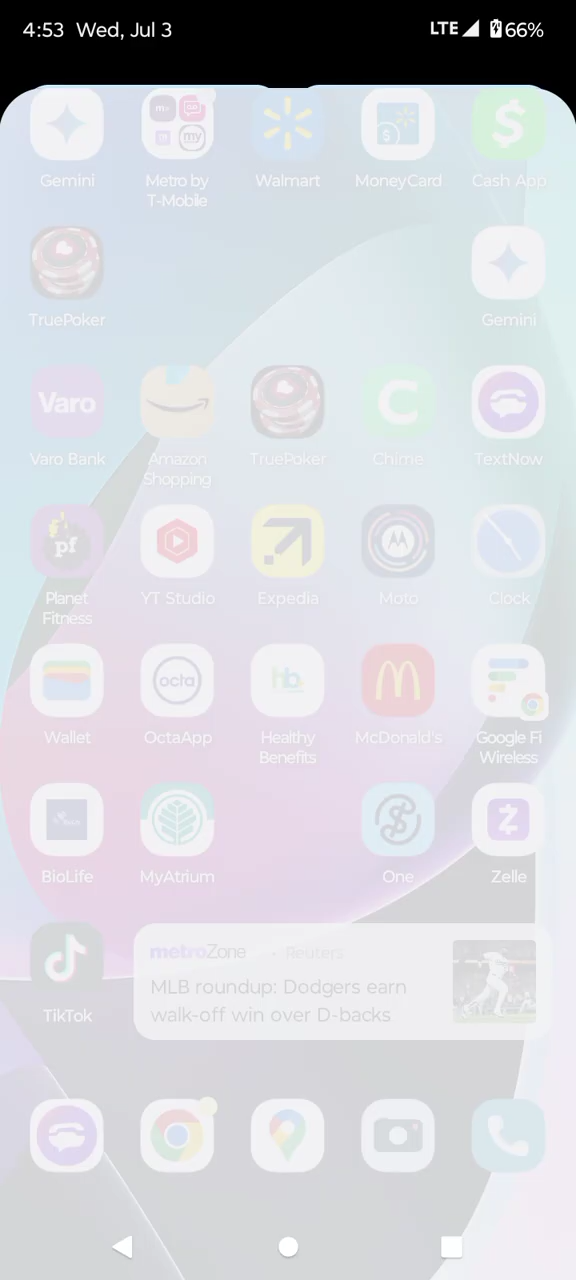 4:53 Wed, Jul 3 LTE 66%
Gemini Metro by T-Mobile Walmart MoneyCard Cash App
TruePoker Gemini
Varo
Varo Bank Amazon Shopping TruePoker Chime TextNow
pf
Planet Fitness YT Studio Expedia Moto Clock
octa hb
Wallet OctaApp Healthy Benefits McDonald's Google Fi Wireless
BioLife MyAtrium One Zelle
metroZone • Reuters
MLB roundup: Dodgers earn
walk-off win over D-backs
TikTok